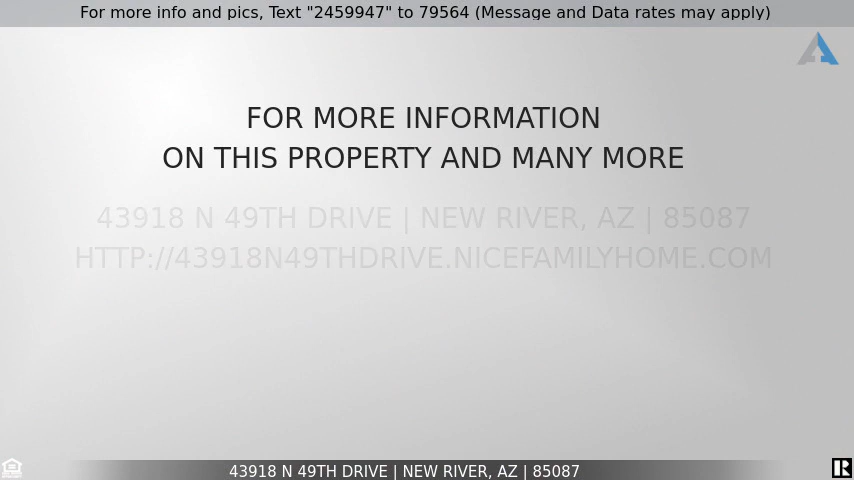 For more info and pics, Text "2459947" to 79564 (Message and Data rates may apply)
FOR MORE INFORMATION
ON THIS PROPERTY AND MANY MORE
43918 N 49TH DRIVE | NEW RIVER, AZ | 85087
HTTP://43918N49THDRIVE.NICEFAMILYHOME.COM
43918 N 49TH DRIVE | NEW RIVER, AZ | 85087